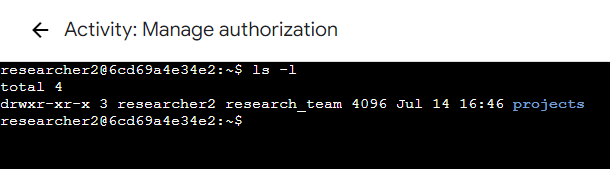 ← Activity: Manage authorization
researcher2@6cd69a4e34e2:~$ ls -l
total 4
drwxr-xr-x 3 researcher2 research_team 4096 Jul 14 16:46 projects
researcher2@6cd69a4e34e2:~$